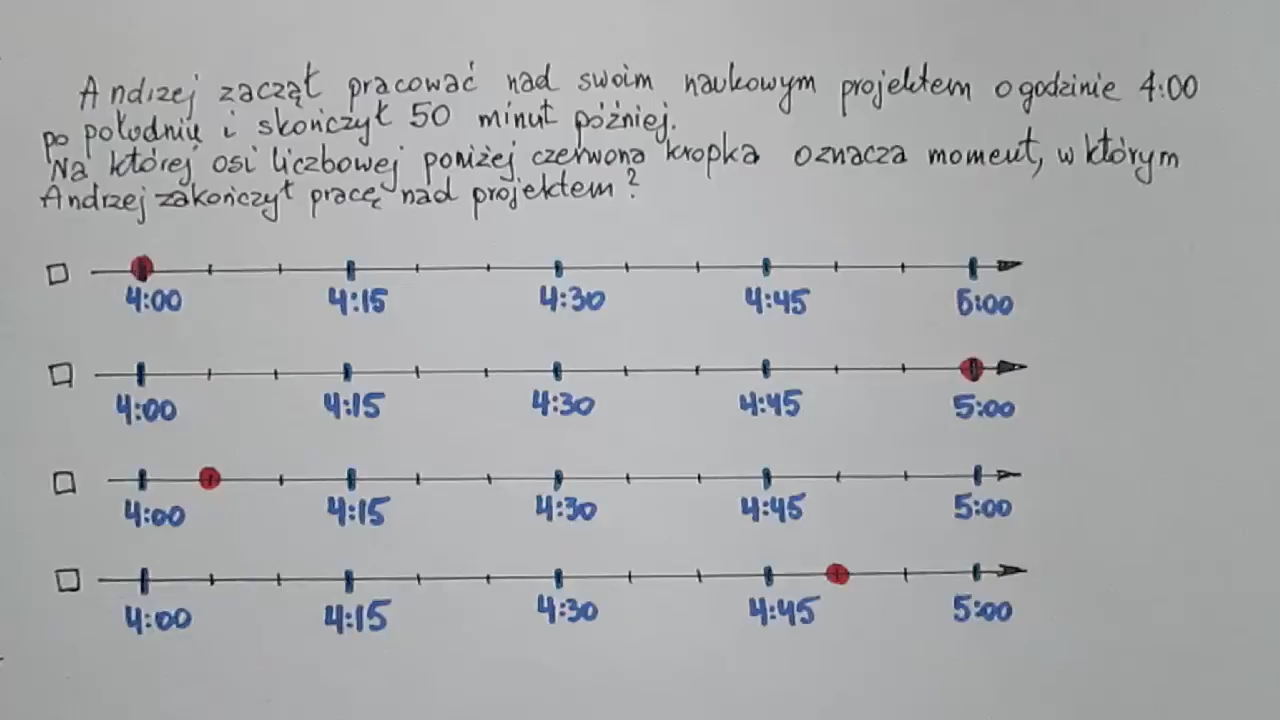 Andrzej zaczął pracować nad swoim naukowym projektem o godzinie 4:00
po południu i skończył 50 minut później.
Na której osi liczbowej poniżej czerwona kropka oznacza moment, w którym
Andrzej zakończył pracę nad projektem?
4:00 4:15 4:30 4:45 5:00
4:00 4:15 4:30 4:45 5:00
4:00 4:15 4:30 4:45 5:00
4:00 4:15 4:30 4:45 5:00